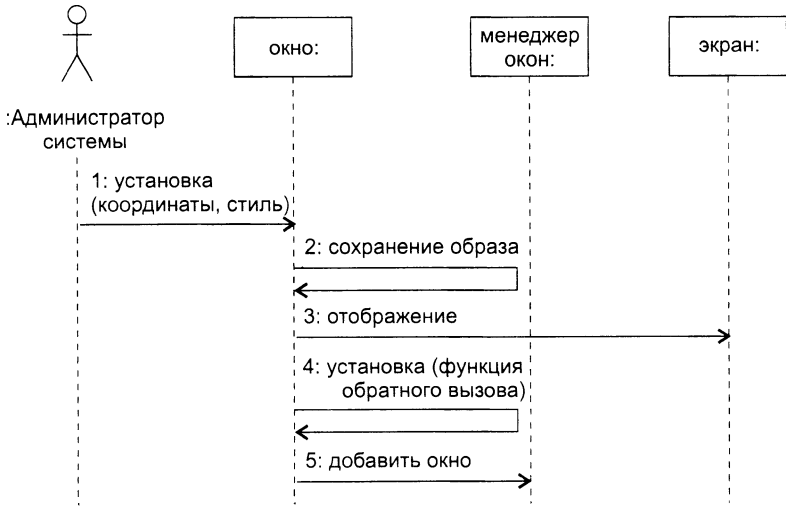 окно:
менеджер
окон:
экран:
:Администратор
системы
1: установка
(координаты, стиль)
2: сохранение образа
3: отображение
4: установка (функция
обратного вызова)
5: добавить окно